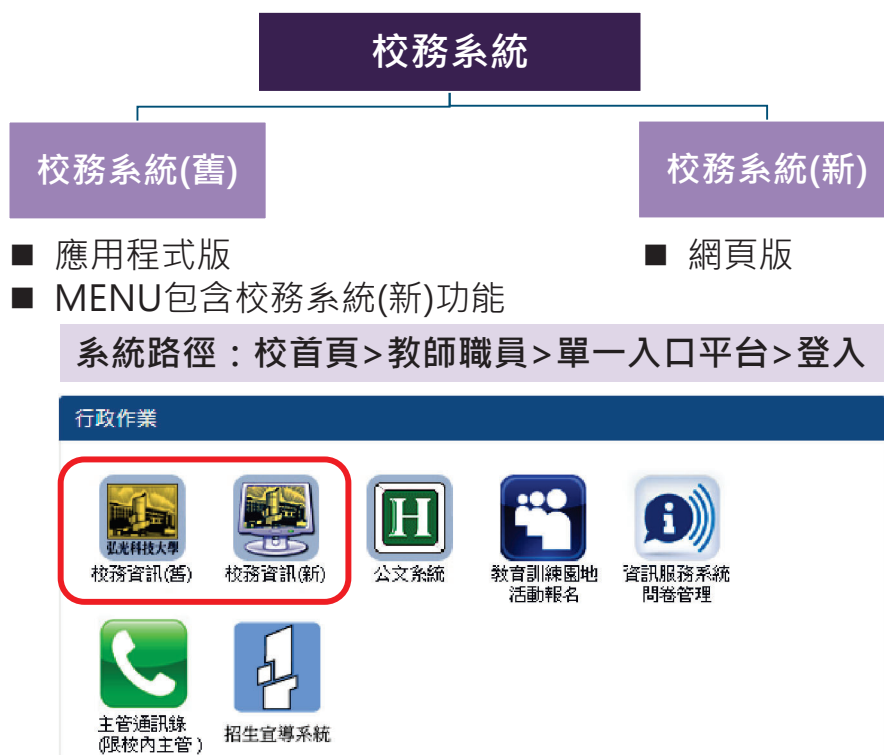 校務系統
校務系統(舊)
校務系統(新)
■ 應用程式版
■ 網頁版
■ MENU包含校務系統(新)功能
系統路徑：校首頁>教師職員>單一入口平台>登入
行政作業
弘光科技大學
H
校務資訊(舊)
校務資訊(新)
公文系統
教育訓練園地
活動報名
資訊服務系統
問卷管理
主管通訊錄
(限校內主管)
招生宣導系統